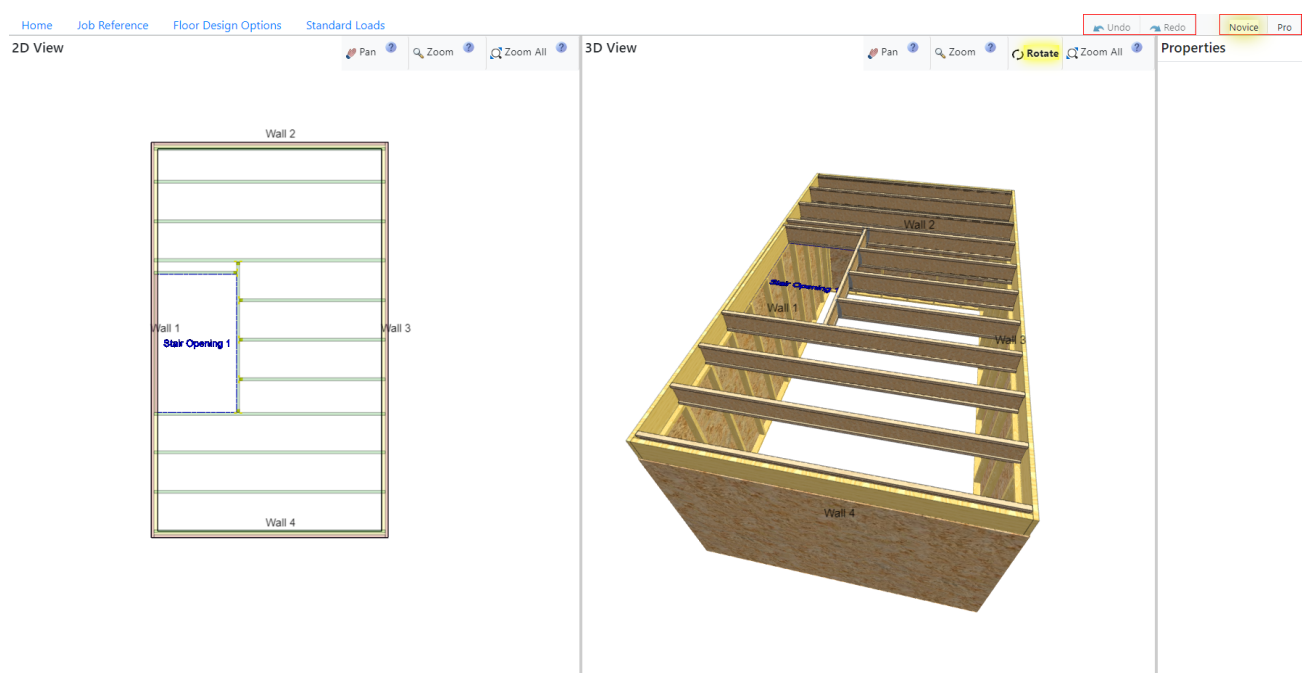 Home Job Reference Floor Design Options Standard Loads Undo Redo Novice Pro
2D View Pan ? Zoom ? Zoom All ?
3D View Pan ? Zoom ? Rotate Zoom All ?
Properties
Wall 2
Wall 1
Wall 3
Stair Opening 1
Wall 4
Wall 2
Stair Opening
Wall 1
Wall 3
Wall 4